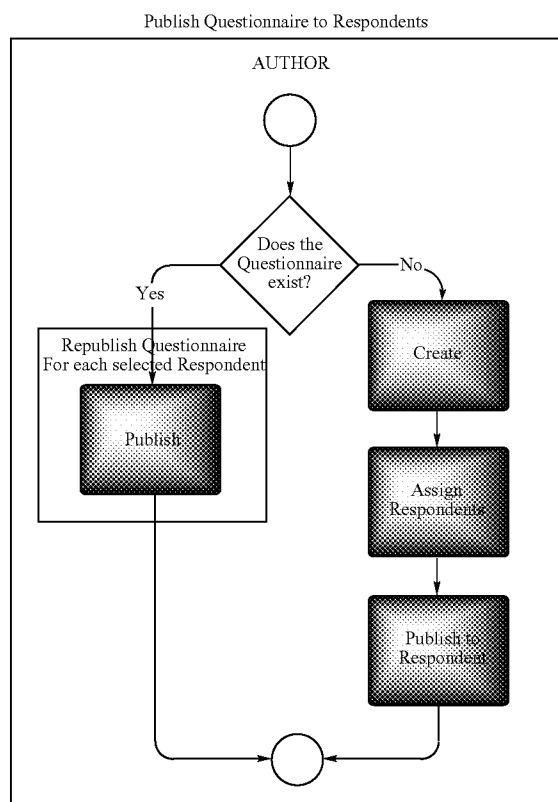 Publish Questionnaire to Respondents
AUTHOR
Does the
Questionnaire
exist?
No
Yes
Republish Questionnaire
For each selected Respondent
Publish
Create
Assign
Respondents
Publish to
Respondent